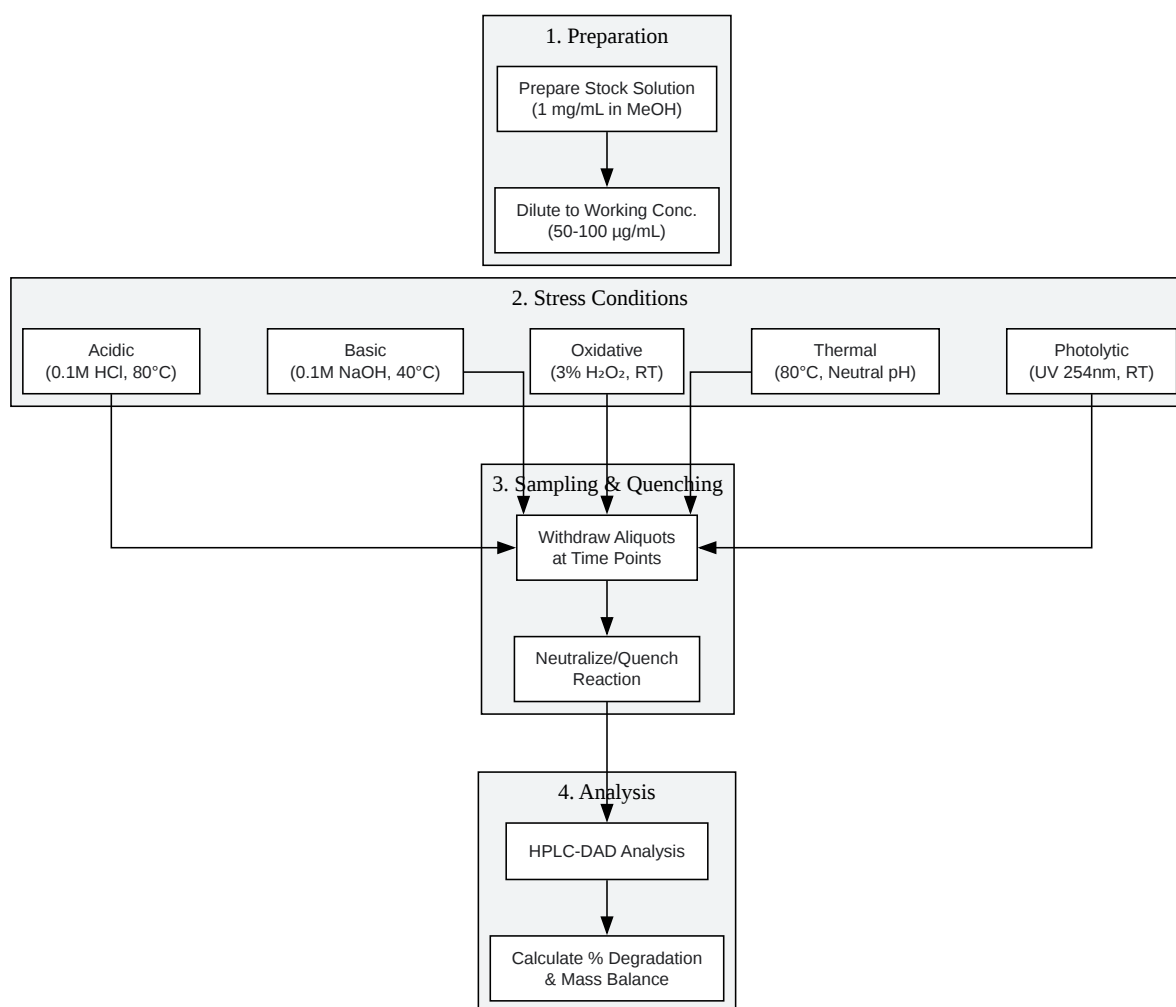 1. Preparation
Prepare Stock Solution
(1 mg/mL in MeOH)
Dilute to Working Conc.
(50-100 µg/mL)
2. Stress Conditions
Acidic
(0.1M HCl, 80°C)
Basic
(0.1M NaOH, 40°C)
Oxidative
(3% H₂O₂, RT)
Thermal
(80°C, Neutral pH)
Photolytic
(UV 254nm, RT)
3. Sampling & Quenching
Withdraw Aliquots
at Time Points
Neutralize/Quench
Reaction
4. Analysis
HPLC-DAD Analysis
Calculate % Degradation
& Mass Balance